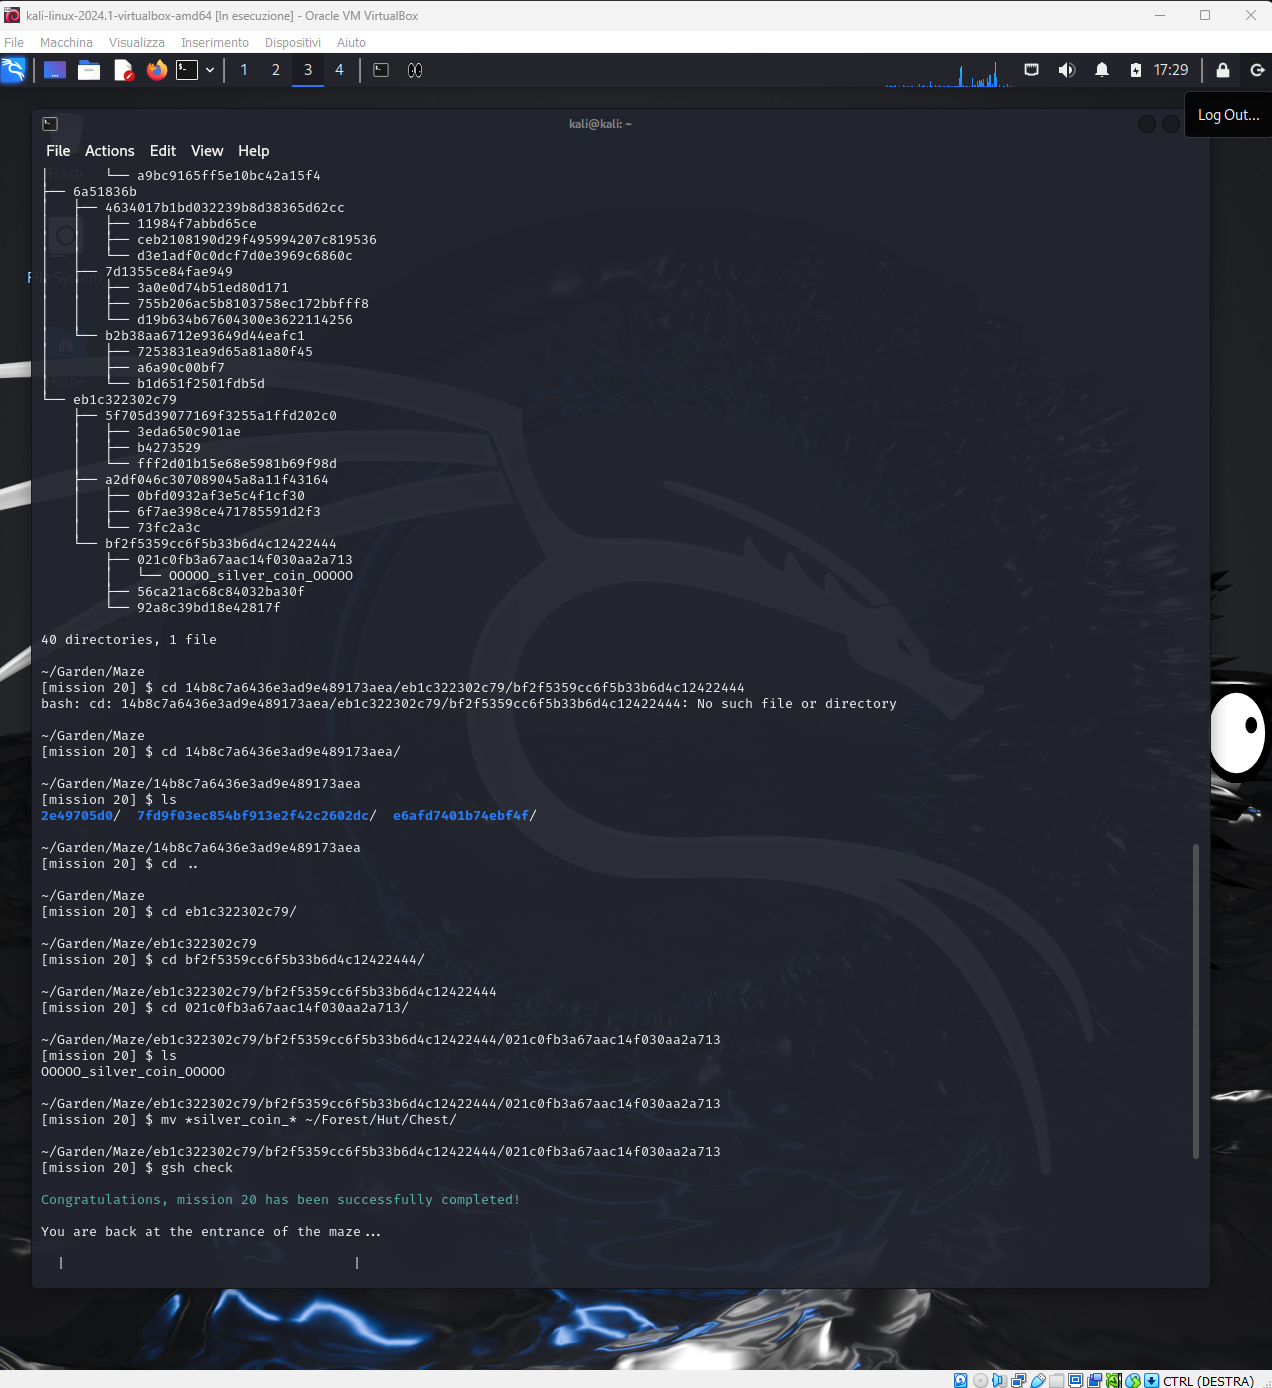 kali-linux-2024.1-virtualbox-amd64 [In esecuzione] - Oracle VM VirtualBox
File Macchina Visualizza Inserimento Dispositivi Aiuto
1 2 3 4 17:29
Log Out...
kali@kali: ~
File Actions Edit View Help
Trash
│       └── a9bc9165ff5e10bc42a15f4
├── 6a51836b
│   ├── 4634017b1bd032239b8d38365d62cc
│   │   ├── 11984f7abbd65ce
│   │   ├── ceb2108190d29f495994207c819536
│   │   └── d3e1adf0c0dcf7d0e3969c6860c
│   ├── 7d1355ce84fae949
File System
│   │   ├── 3a0e0d74b51ed80d171
│   │   ├── 755b206ac5b8103758ec172bbfff8
│   │   └── d19b634b67604300e3622114256
│   └── b2b38aa6712e93649d44eafc1
│       ├── 7253831ea9d65a81a80f45
│       ├── a6a90c00bf7
│       └── b1d651f2501fdb5d
Home
└── eb1c322302c79
    ├── 5f705d39077169f3255a1ffd202c0
    │   ├── 3eda650c901ae
    │   ├── b4273529
    │   └── fff2d01b15e68e5981b69f98d
    ├── a2df046c307089045a8a11f43164
    │   ├── 0bfd0932af3e5c4f1cf30
    │   ├── 6f7ae398ce471785591d2f3
    │   └── 73fc2a3c
    └── bf2f5359cc6f5b33b6d4c12422444
        ├── 021c0fb3a67aac14f030aa2a713
        │   └── OOOOO_silver_coin_OOOOO
        ├── 56ca21ac68c84032ba30f
        └── 92a8c39bd18e42817f
40 directories, 1 file
~/Garden/Maze
[mission 20] $ cd 14b8c7a6436e3ad9e489173aea/eb1c322302c79/bf2f5359cc6f5b33b6d4c12422444
bash: cd: 14b8c7a6436e3ad9e489173aea/eb1c322302c79/bf2f5359cc6f5b33b6d4c12422444: No such file or directory
~/Garden/Maze
[mission 20] $ cd 14b8c7a6436e3ad9e489173aea/
~/Garden/Maze/14b8c7a6436e3ad9e489173aea
[mission 20] $ ls
2e49705d0/  7fd9f03ec854bf913e2f42c2602dc/  e6afd7401b74ebf4f/
~/Garden/Maze/14b8c7a6436e3ad9e489173aea
[mission 20] $ cd ..
~/Garden/Maze
[mission 20] $ cd eb1c322302c79/
~/Garden/Maze/eb1c322302c79
[mission 20] $ cd bf2f5359cc6f5b33b6d4c12422444/
~/Garden/Maze/eb1c322302c79/bf2f5359cc6f5b33b6d4c12422444
[mission 20] $ cd 021c0fb3a67aac14f030aa2a713/
~/Garden/Maze/eb1c322302c79/bf2f5359cc6f5b33b6d4c12422444/021c0fb3a67aac14f030aa2a713
[mission 20] $ ls
OOOOO_silver_coin_OOOOO
~/Garden/Maze/eb1c322302c79/bf2f5359cc6f5b33b6d4c12422444/021c0fb3a67aac14f030aa2a713
[mission 20] $ mv *silver_coin_* ~/Forest/Hut/Chest/
~/Garden/Maze/eb1c322302c79/bf2f5359cc6f5b33b6d4c12422444/021c0fb3a67aac14f030aa2a713
[mission 20] $ gsh check
Congratulations, mission 20 has been successfully completed!
You are back at the entrance of the maze...
|                                    |
CTRL (DESTRA)